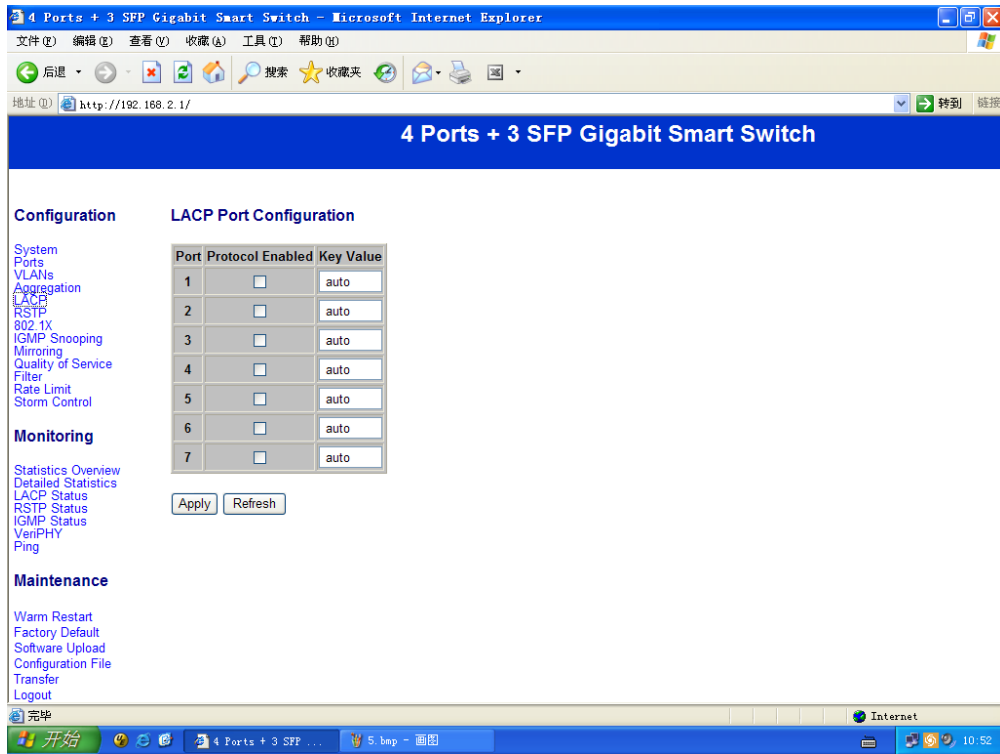 4 Ports + 3 SFP Gigabit Smart Switch - Microsoft Internet Explorer
文件(F) 编辑(E) 查看(V) 收藏(A) 工具(T) 帮助(H)
后退 搜索 收藏夹
地址(D) http://192.168.2.1/ 转到 链接
4 Ports + 3 SFP Gigabit Smart Switch
Configuration
System
Ports
VLANs
Aggregation
LACP
RSTP
802.1X
IGMP Snooping
Mirroring
Quality of Service
Filter
Rate Limit
Storm Control
Monitoring
Statistics Overview
Detailed Statistics
LACP Status
RSTP Status
IGMP Status
VeriPHY
Ping
Maintenance
Warm Restart
Factory Default
Software Upload
Configuration File
Transfer
Logout
LACP Port Configuration
Port Protocol Enabled Key Value
1 auto
2 auto
3 auto
4 auto
5 auto
6 auto
7 auto
Apply Refresh
完毕 Internet
开始 4 Ports + 3 SFP ... 5.bmp - 画图 10:52